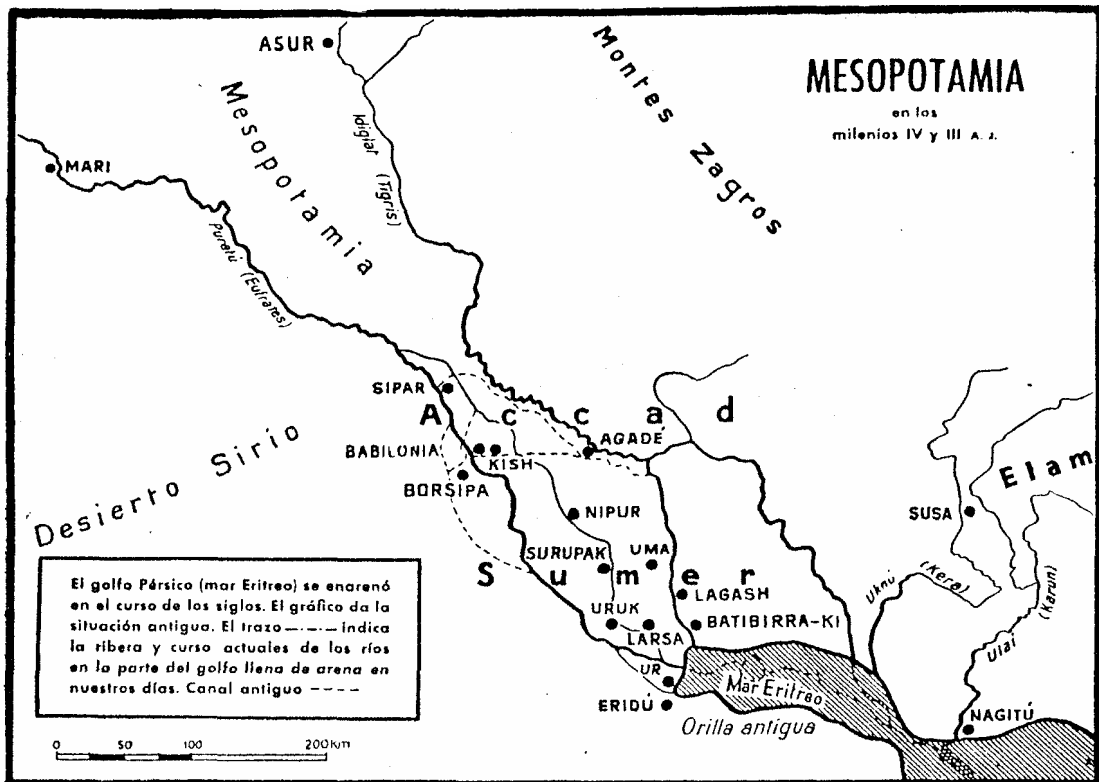 MESOPOTAMIA
en los
milenios IV y III A. J.
ASUR
Montes Zagros
Mesopotamia
Idiglat (Tigris)
MARI
Puratú (Eufrates)
SIPAR
Accad
Desierto Sirio
BABILONIA
KISH
AGADÉ
BORSIPA
Elam
NIPUR
SUSA
SURUPAK
UMA
Sumer
LAGASH
Uknú (Kera)
(Karun)
Ulaí
URUK
LARSA
BATIBIRRA-KI
UR
Mar Eritreo
ERIDÚ
Orilla antigua
NAGITÚ
El golfo Pérsico (mar Eritreo) se enarenó
en el curso de los siglos. El gráfico da la
situación antigua. El trazo —·—·— indica
la ribera y curso actuales de los ríos
en la parte del golfo llena de arena en
nuestros días. Canal antiguo ----
0 50 100 200 km